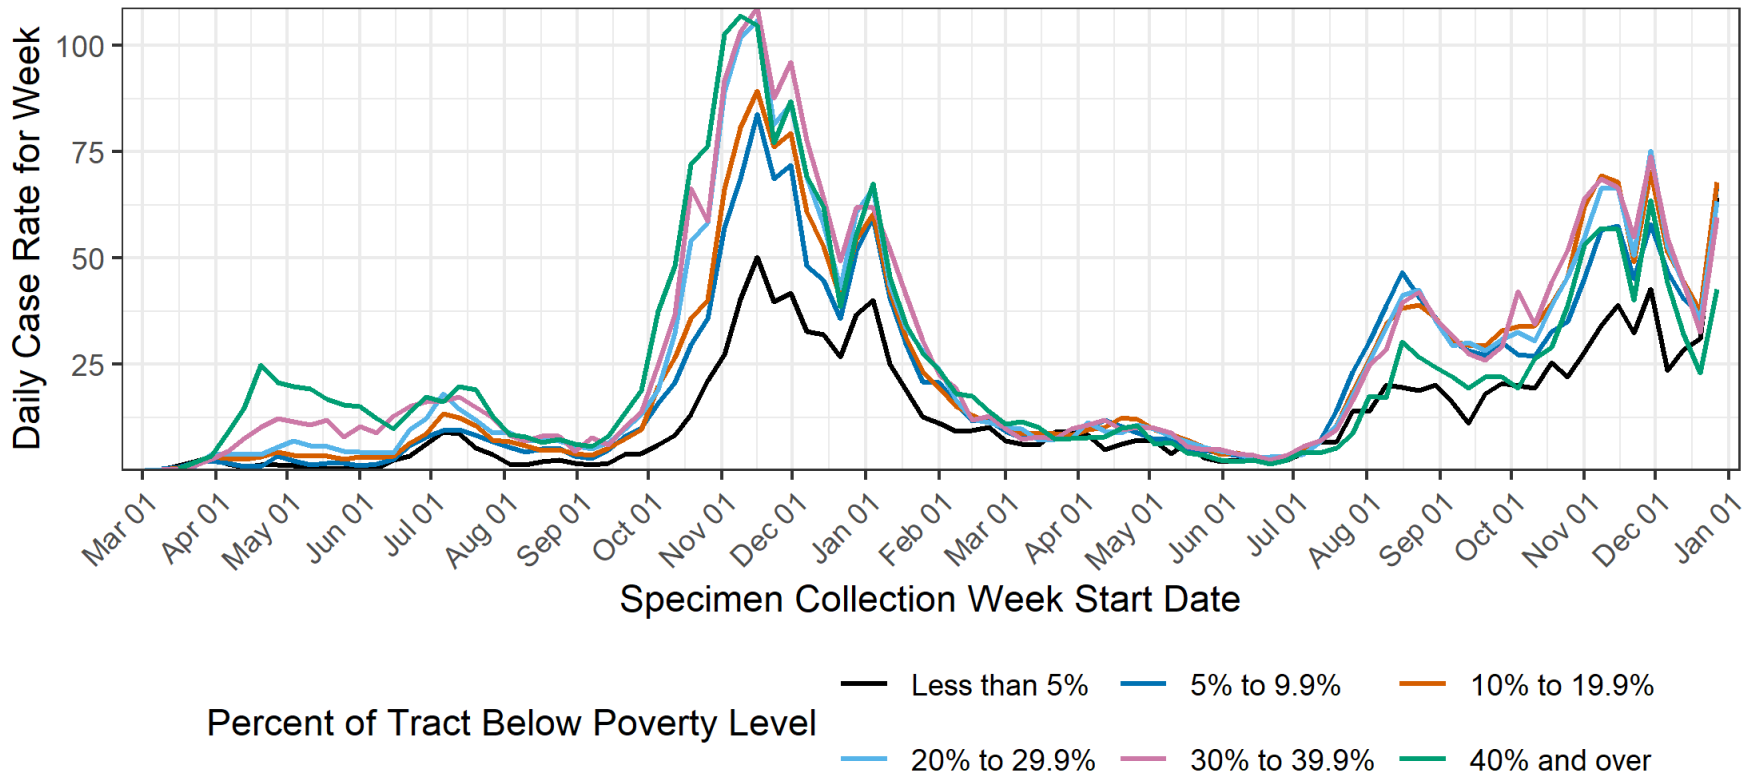 Daily Case Rate for Week
100
75
50
25
Mar 01
Apr 01
May 01
Jun 01
Jul 01
Aug 01
Sep 01
Oct 01
Nov 01
Dec 01
Jan 01
Feb 01
Mar 01
Apr 01
May 01
Jun 01
Jul 01
Aug 01
Sep 01
Oct 01
Nov 01
Dec 01
Jan 01
Specimen Collection Week Start Date
Percent of Tract Below Poverty Level
Less than 5%
5% to 9.9%
10% to 19.9%
20% to 29.9%
30% to 39.9%
40% and over